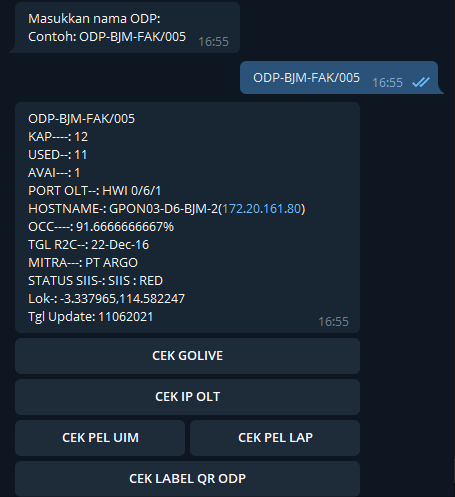 Masukkan nama ODP:
Contoh: ODP-BJM-FAK/005
16:55
ODP-BJM-FAK/005 16:55
ODP-BJM-FAK/005
KAP----: 12
USED--: 11
AVAI---: 1
PORT OLT--: HWI 0/6/1
HOSTNAME-: GPON03-D6-BJM-2(172.20.161.80)
OCC----: 91.6666666667%
TGL R2C--: 22-Dec-16
MITRA---: PT ARGO
STATUS SIIS-: SIIS : RED
Lok-: -3.337965,114.582247
Tgl Update: 11062021
16:55
CEK GOLIVE
CEK IP OLT
CEK PEL UIM
CEK PEL LAP
CEK LABEL QR ODP